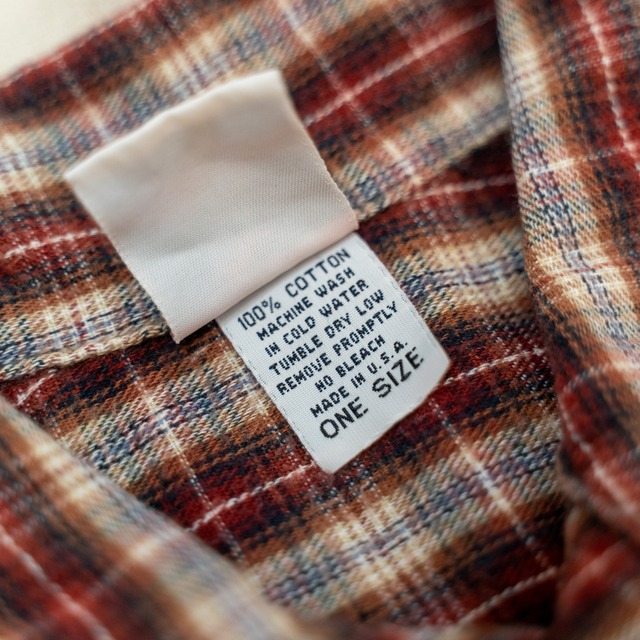 100% COTTON
MACHINE WASH
IN COLD WATER
TUMBLE DRY LOW
REMOVE PROMPTLY
NO BLEACH
MADE IN U.S.A.
ONE SIZE